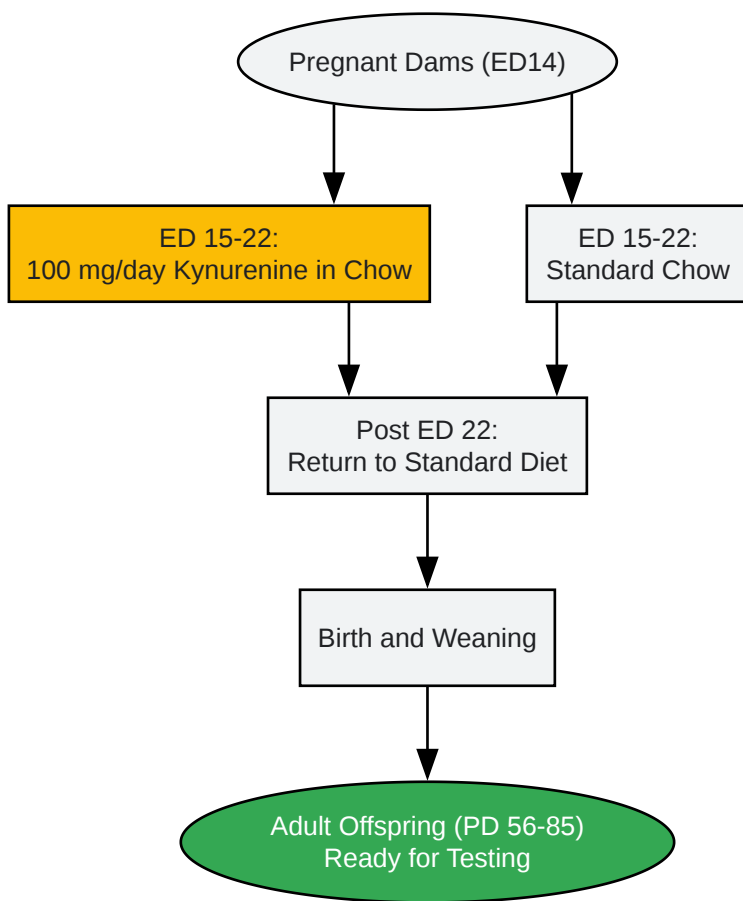 Pregnant Dams (ED14)
ED 15-22:
100 mg/day Kynurenine in Chow
ED 15-22:
Standard Chow
Post ED 22:
Return to Standard Diet
Birth and Weaning
Adult Offspring (PD 56-85)
Ready for Testing